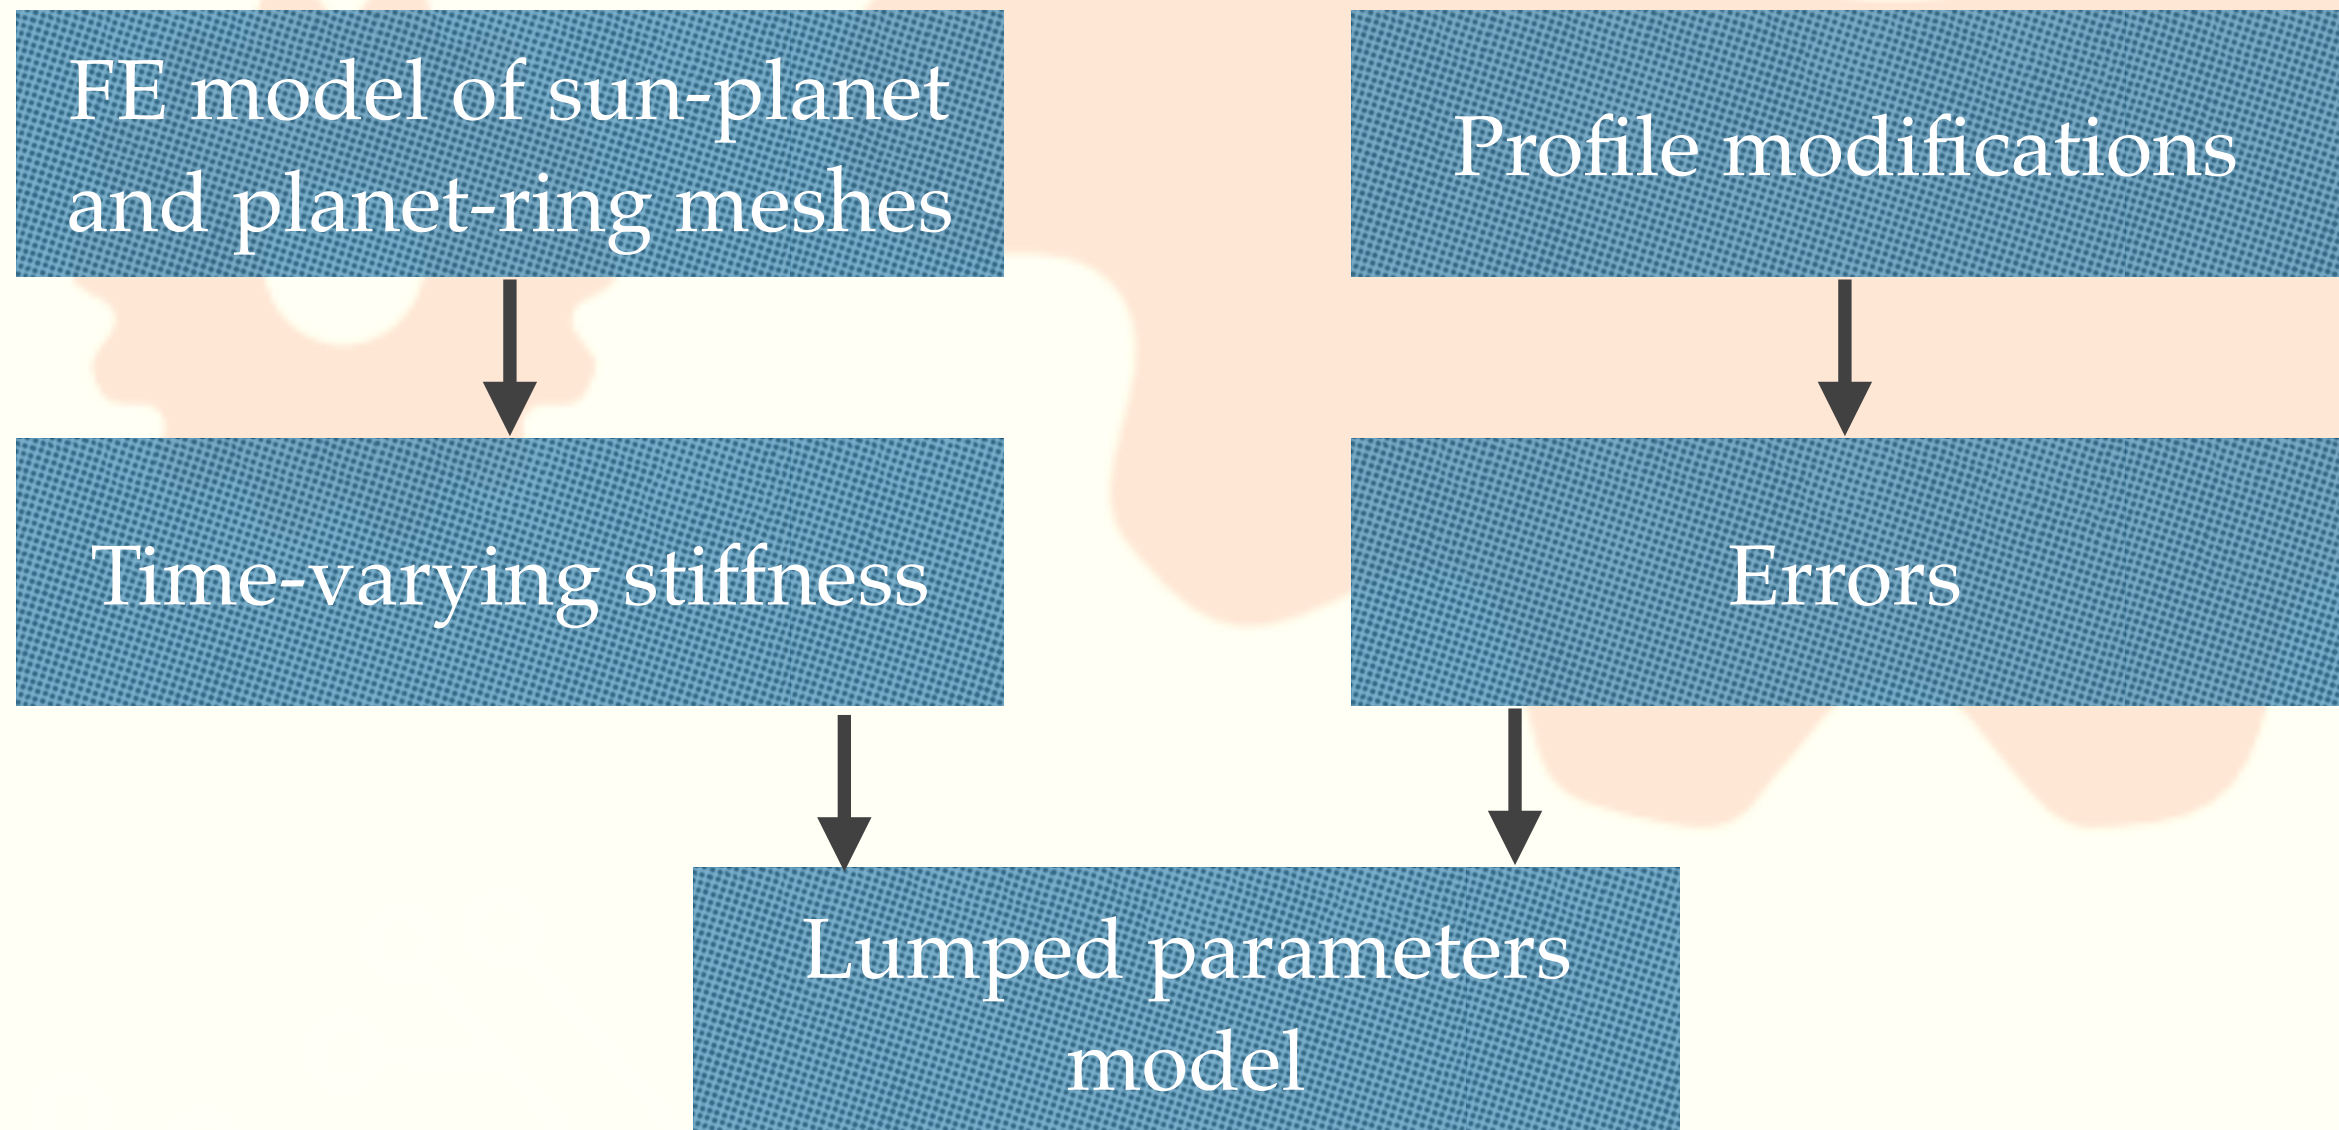 FE model of sun-planet
and planet-ring meshes
Profile modifications
Time-varying stiffness
Errors
Lumped parameters
model